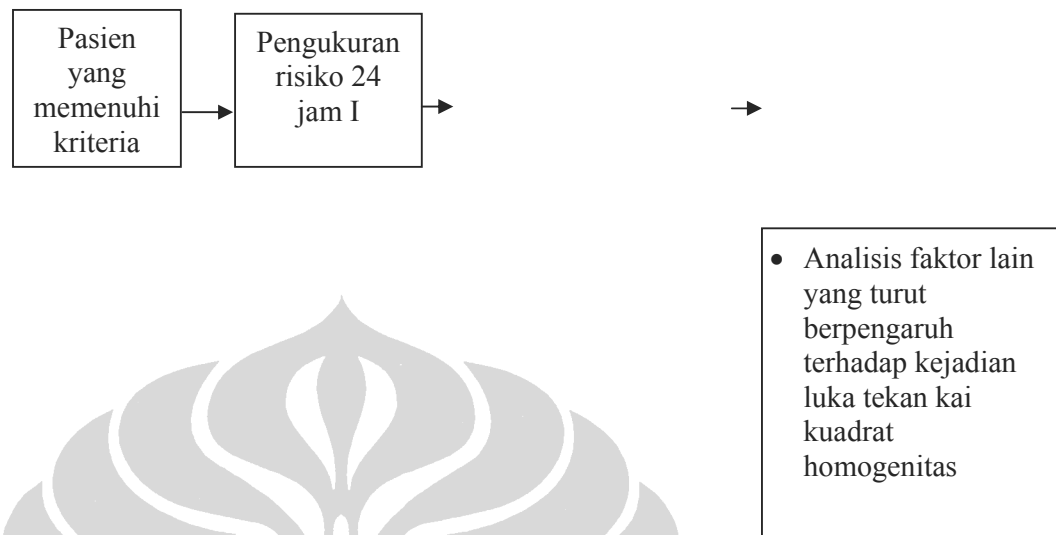 Pasien
yang
memenuhi
kriteria
Pengukuran
risiko 24
jam I
• Analisis faktor lain
yang turut
berpengaruh
terhadap kejadian
luka tekan kai
kuadrat
homogenitas